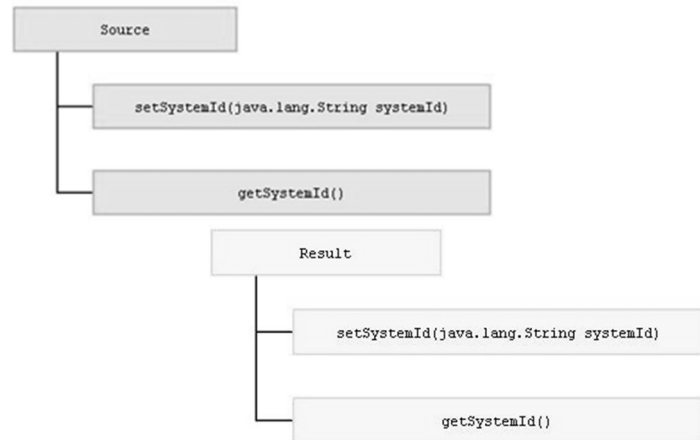 Source
setSystemId(java.lang.String systemId)
getSystemId()
Result
setSystemId(java.lang.String systemId)
getSystemId()